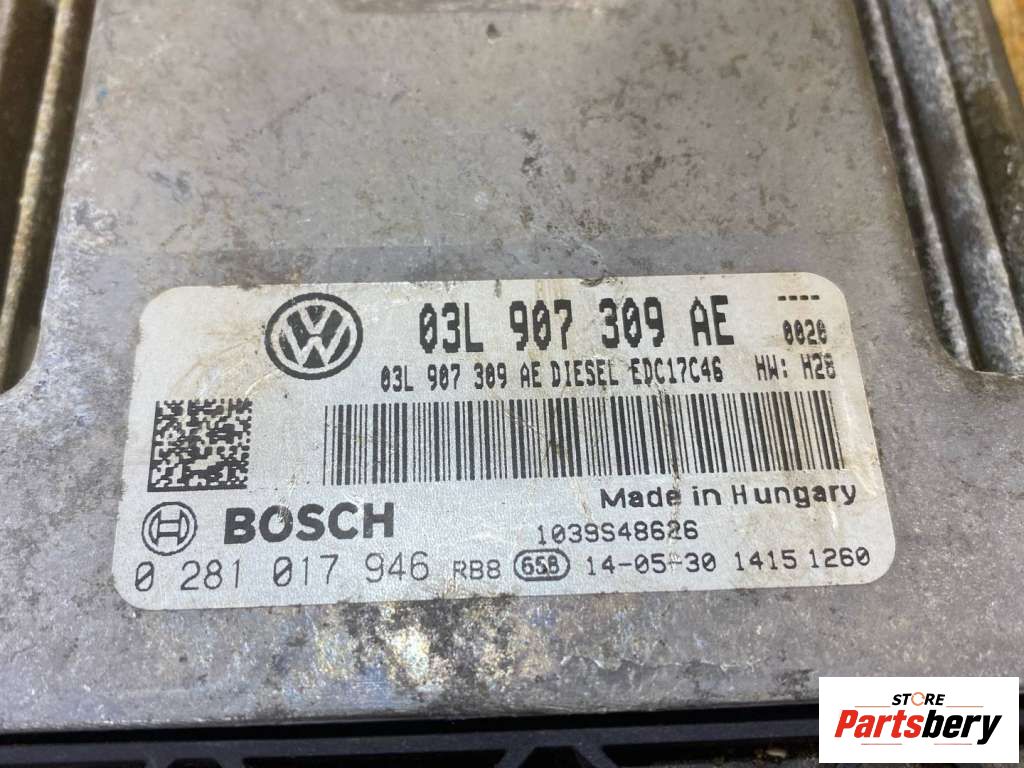 03L 907 309 AE ----
0020
03L 907 309 AE DIESEL EDC17C46 HW: H28
Made in Hungary
BOSCH
1039S48626
0 281 017 946 RB8 658 14-05-30 1415 1260
STORE
Partsbery